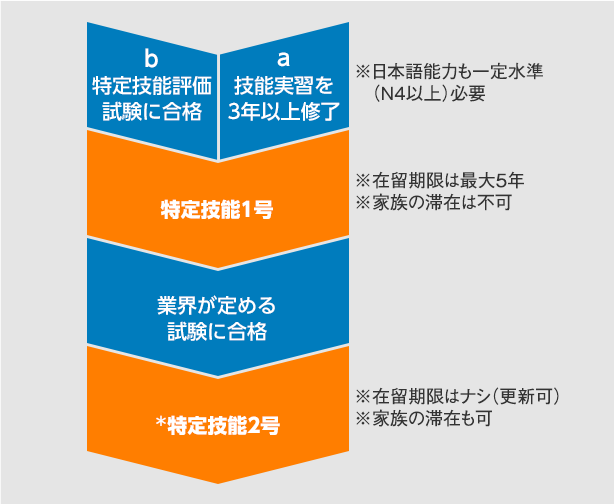 b
特定技能評価
試験に合格
a
技能実習を
3年以上修了
※日本語能力も一定水準
（N4以上）必要
特定技能1号
※在留期限は最大5年
※家族の滞在は不可
業界が定める
試験に合格
*特定技能2号
※在留期限はナシ（更新可）
※家族の滞在も可